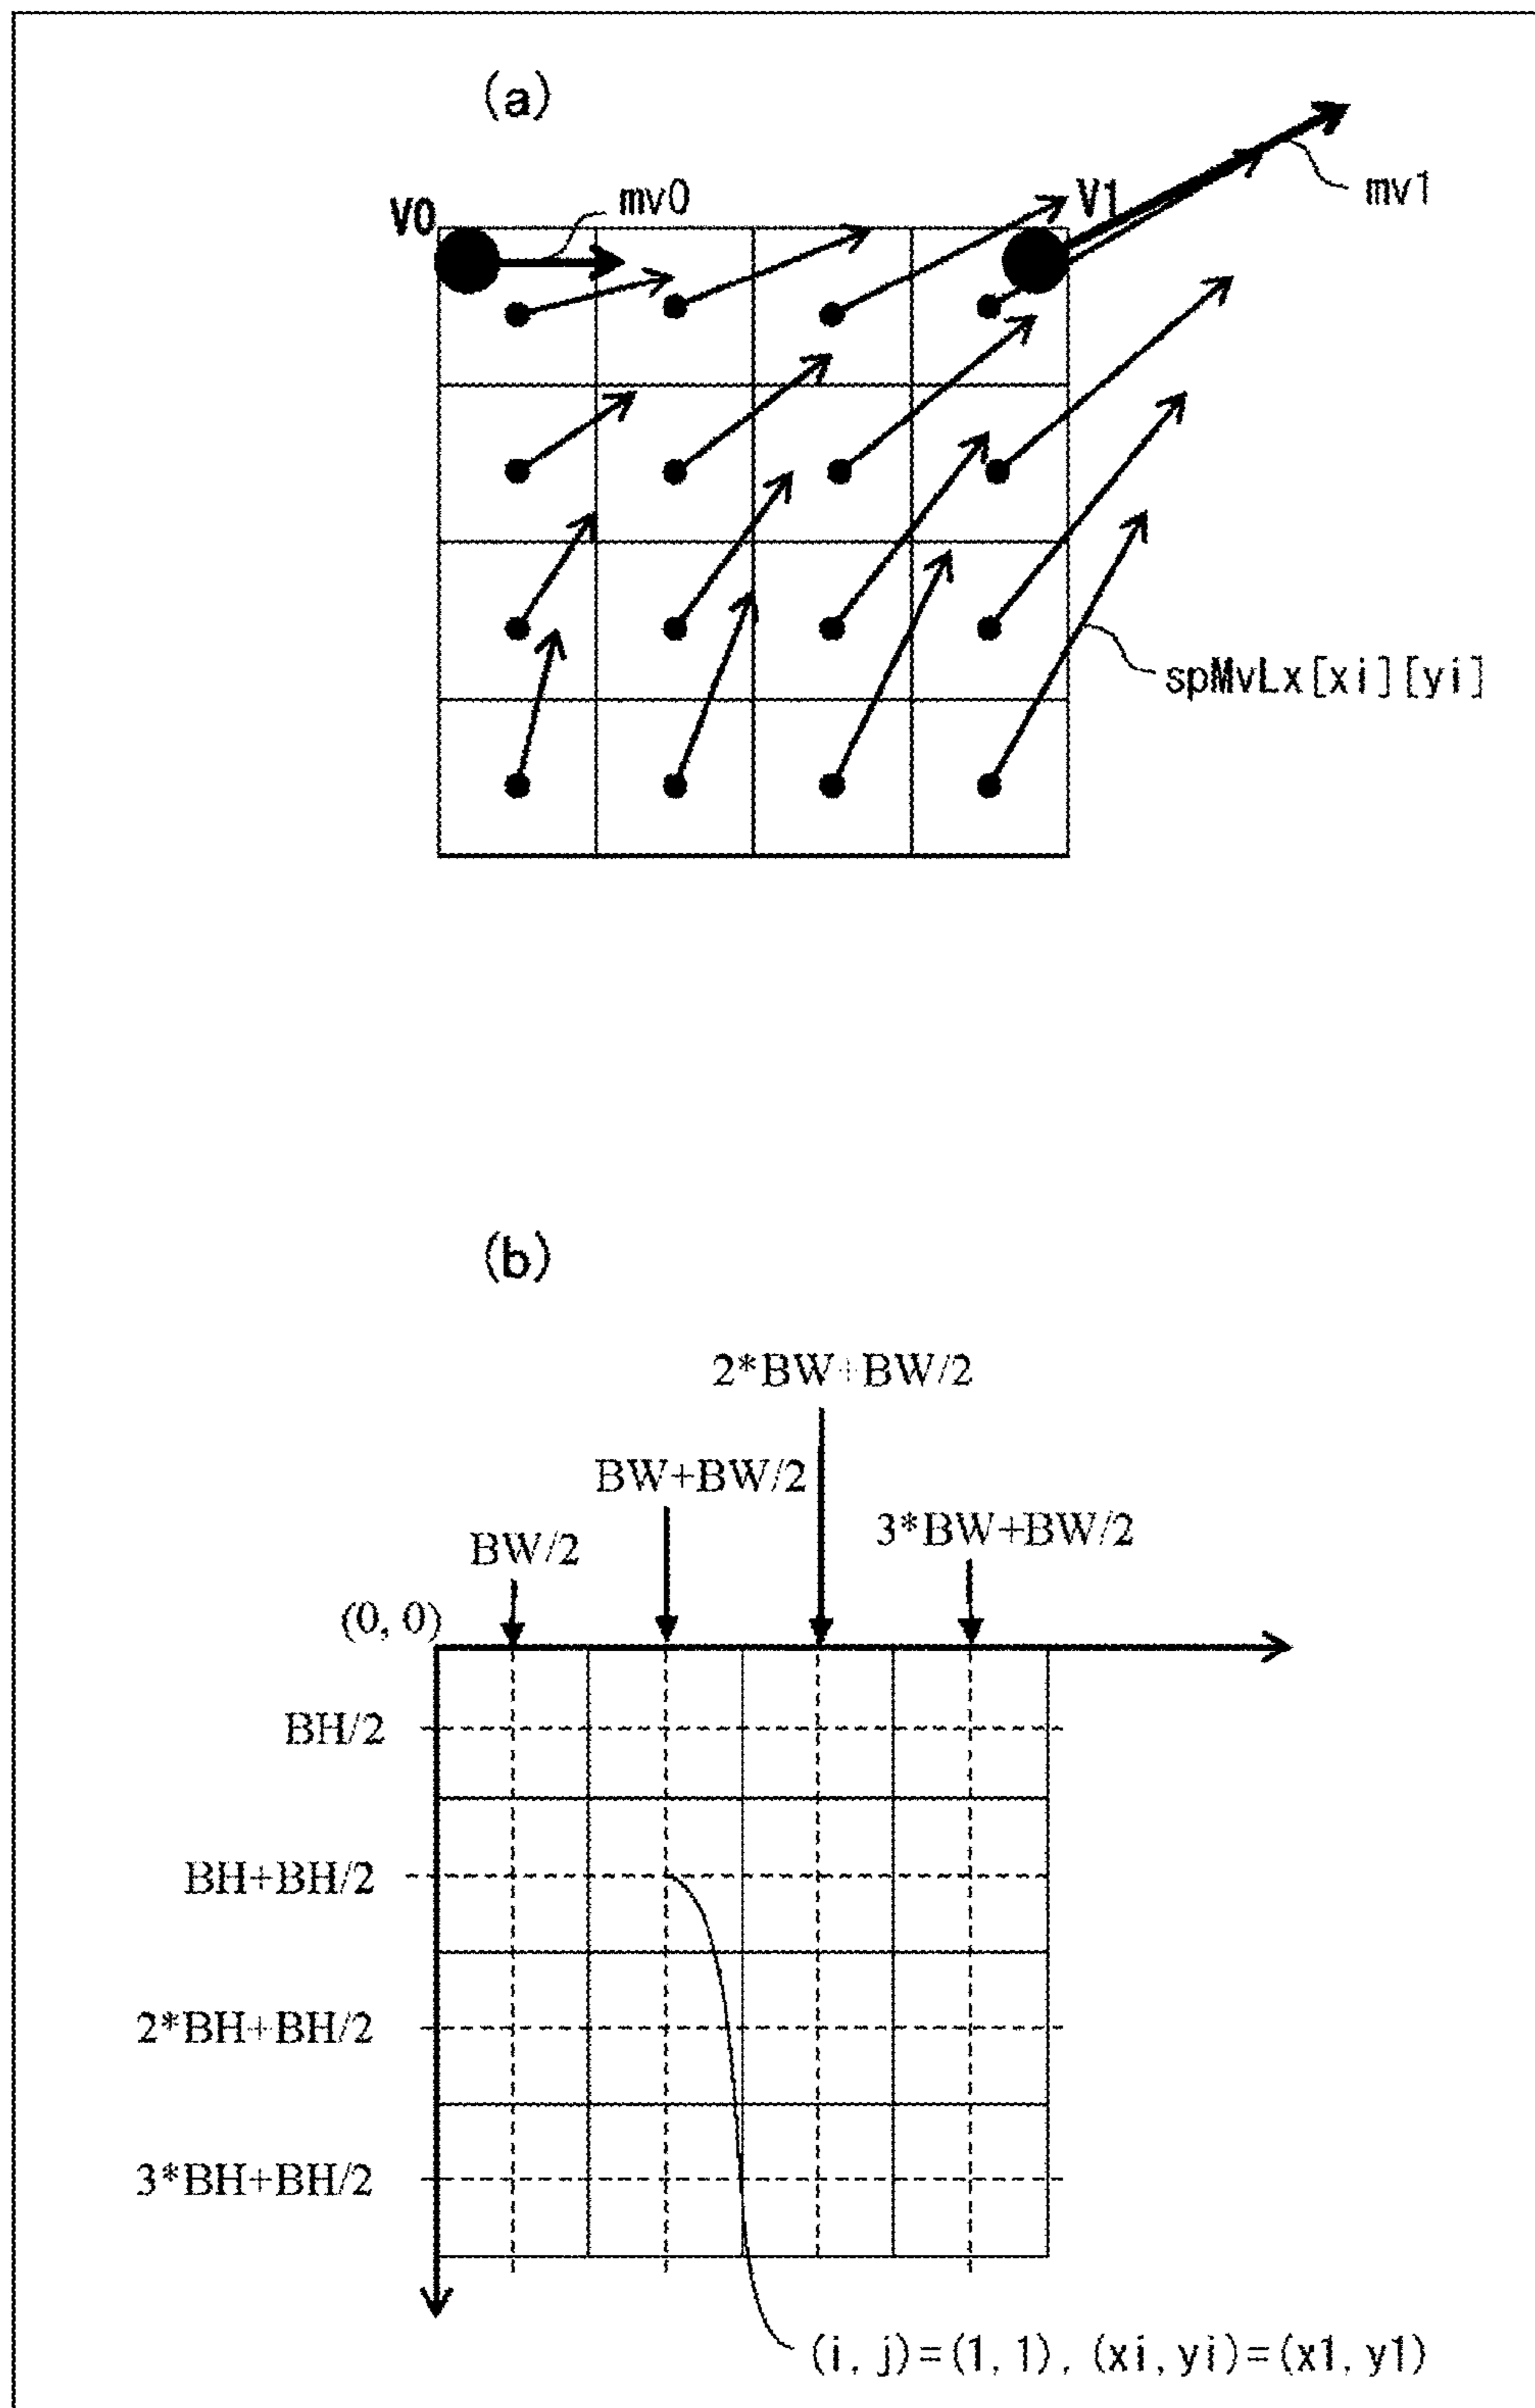 (a)
V0
mv0
V1
mv1
spMvLx[xi][yi]
(b)
2*BW+BW/2
BW+BW/2
3*BW+BW/2
BW/2
(0, 0)
BH/2
BH+BH/2
2*BH+BH/2
3*BH+BH/2
(i, j)=(1, 1), (xi, yi)=(x1, y1)